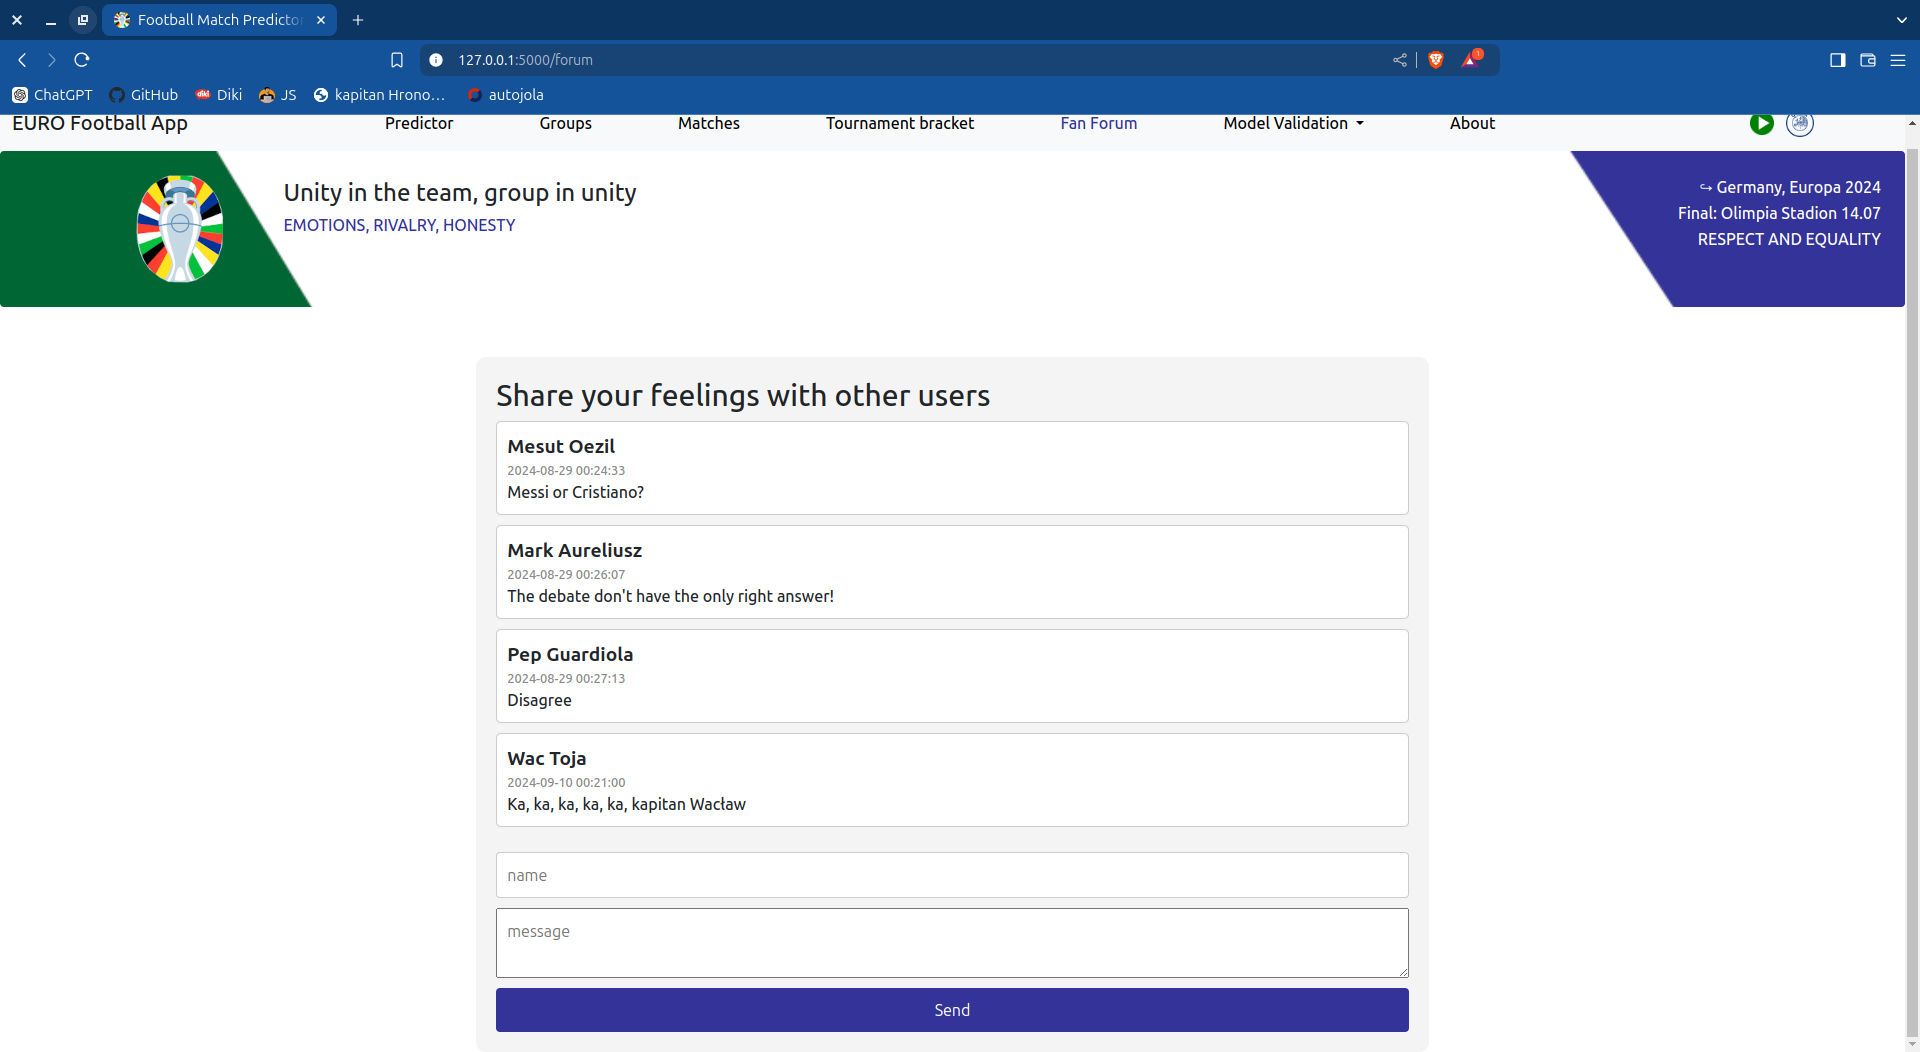 Football Match Predicto
127.0.0.1:5000/forum
1
ChatGPT
GitHub
diki Diki
JS
kapitan Hrono...
autojola
EURO Football App
Predictor
Groups
Matches
Tournament bracket
Fan Forum
Model Validation
About
Unity in the team, group in unity
EMOTIONS, RIVALRY, HONESTY
↪ Germany, Europa 2024
Final: Olimpia Stadion 14.07
RESPECT AND EQUALITY
Share your feelings with other users
Mesut Oezil
2024-08-29 00:24:33
Messi or Cristiano?
Mark Aureliusz
2024-08-29 00:26:07
The debate don't have the only right answer!
Pep Guardiola
2024-08-29 00:27:13
Disagree
Wac Toja
2024-09-10 00:21:00
Ka, ka, ka, ka, ka, kapitan Wacław
name
message
Send